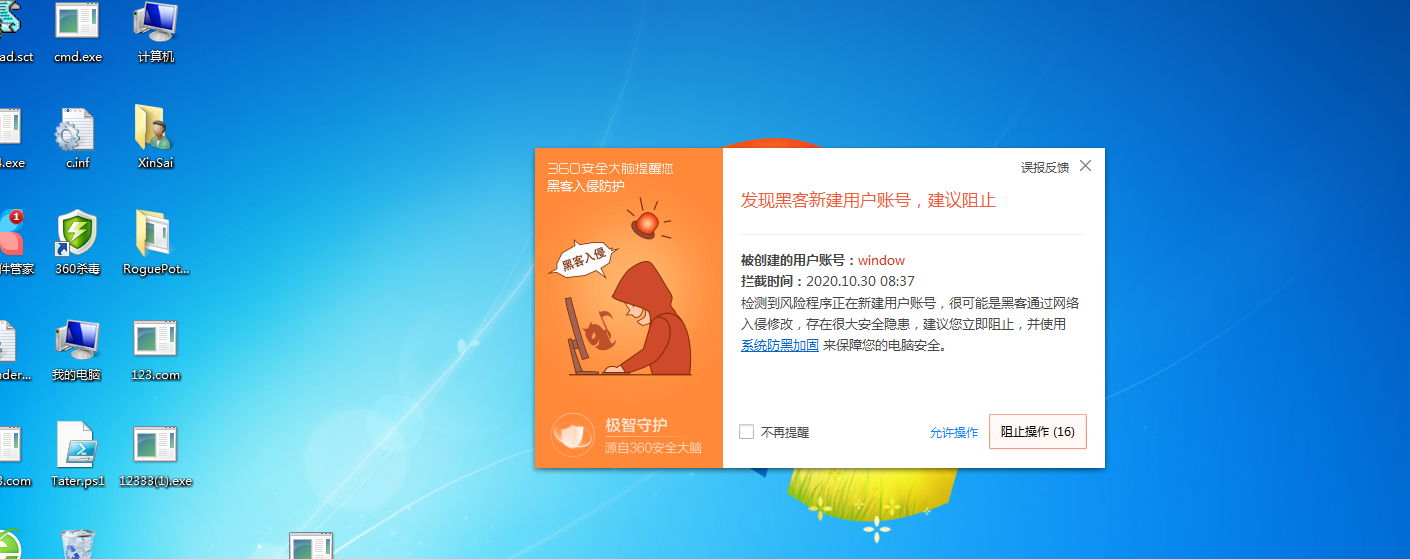 ad.sct
cmd.exe
计算机
4.exe
c.inf
XinSai
1
件管家
360杀毒
RoguePot...
nder...
我的电脑
123.com
3.com
Tater.ps1
12333(1).exe
360安全大脑提醒您
黑客入侵防护
黑客入侵
极智守护
源自360安全大脑
误报反馈
发现黑客新建用户账号，建议阻止
被创建的用户账号：window
拦截时间：2020.10.30 08:37
检测到风险程序正在新建用户账号，很可能是黑客通过网络
入侵修改，存在很大安全隐患，建议您立即阻止，并使用
系统防黑加固 来保障您的电脑安全。
不再提醒
允许操作
阻止操作 (16)